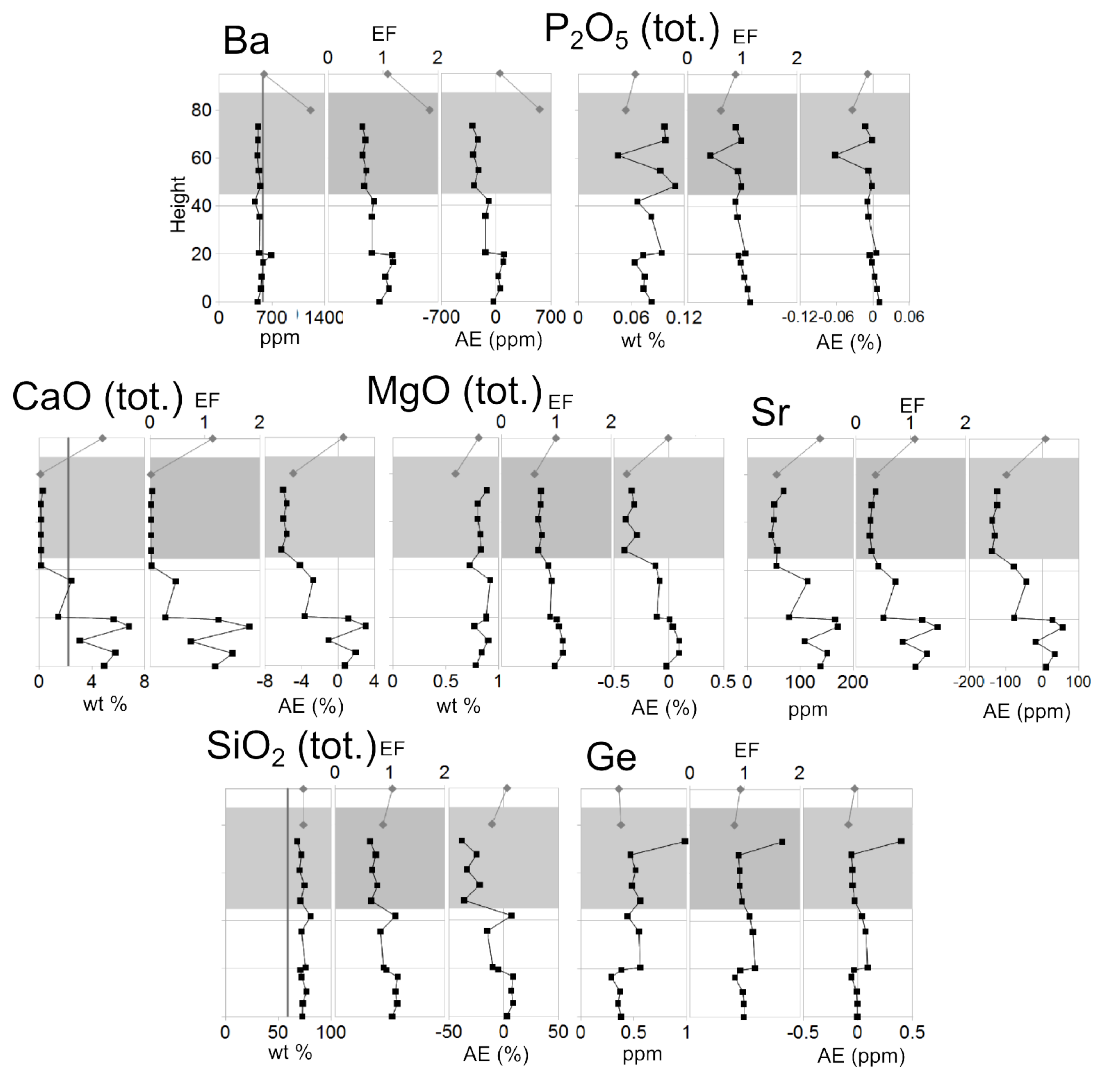 Ba EF P₂O₅ (tot.) EF
0 1 2 0 1 2
Height
80
60
40
20
0
0 700 1400 -700 0 700 0 0.06 0.12 -0.12 -0.06 0 0.06
ppm AE (ppm) wt % AE (%)
CaO (tot.) EF MgO (tot.) EF Sr EF
0 1 2 0 1 2 0 1 2
0 4 8 -8 -4 0 4 0 0.5 1 -0.5 0 0.5 0 100 200 -200 -100 0 100
wt % AE (%) wt % AE (%) ppm AE (ppm)
SiO₂ (tot.) EF Ge EF
0 1 2 0 1 2
0 50 100 -50 0 50 0 0.5 1 -0.5 0 0.5
wt % AE (%) ppm AE (ppm)